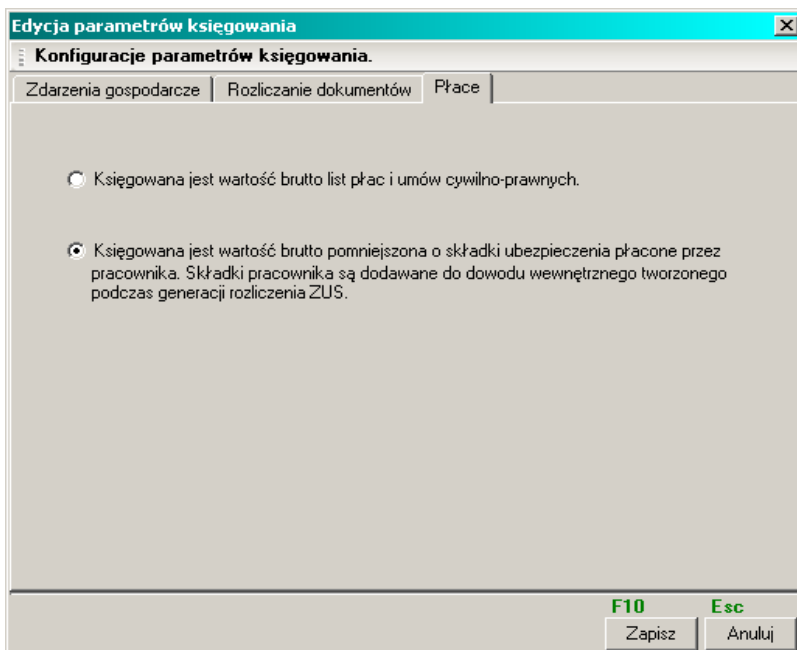 Edycja parametrów księgowania
Konfiguracje parametrów księgowania.
Zdarzenia gospodarcze Rozliczanie dokumentów Płace
Księgowana jest wartość brutto list płac i umów cywilno-prawnych.
Księgowana jest wartość brutto pomniejszona o składki ubezpieczenia płacone przez
pracownika. Składki pracownika są dodawane do dowodu wewnętrznego tworzonego
podczas generacji rozliczenia ZUS.
F10 Esc
Zapisz Anuluj